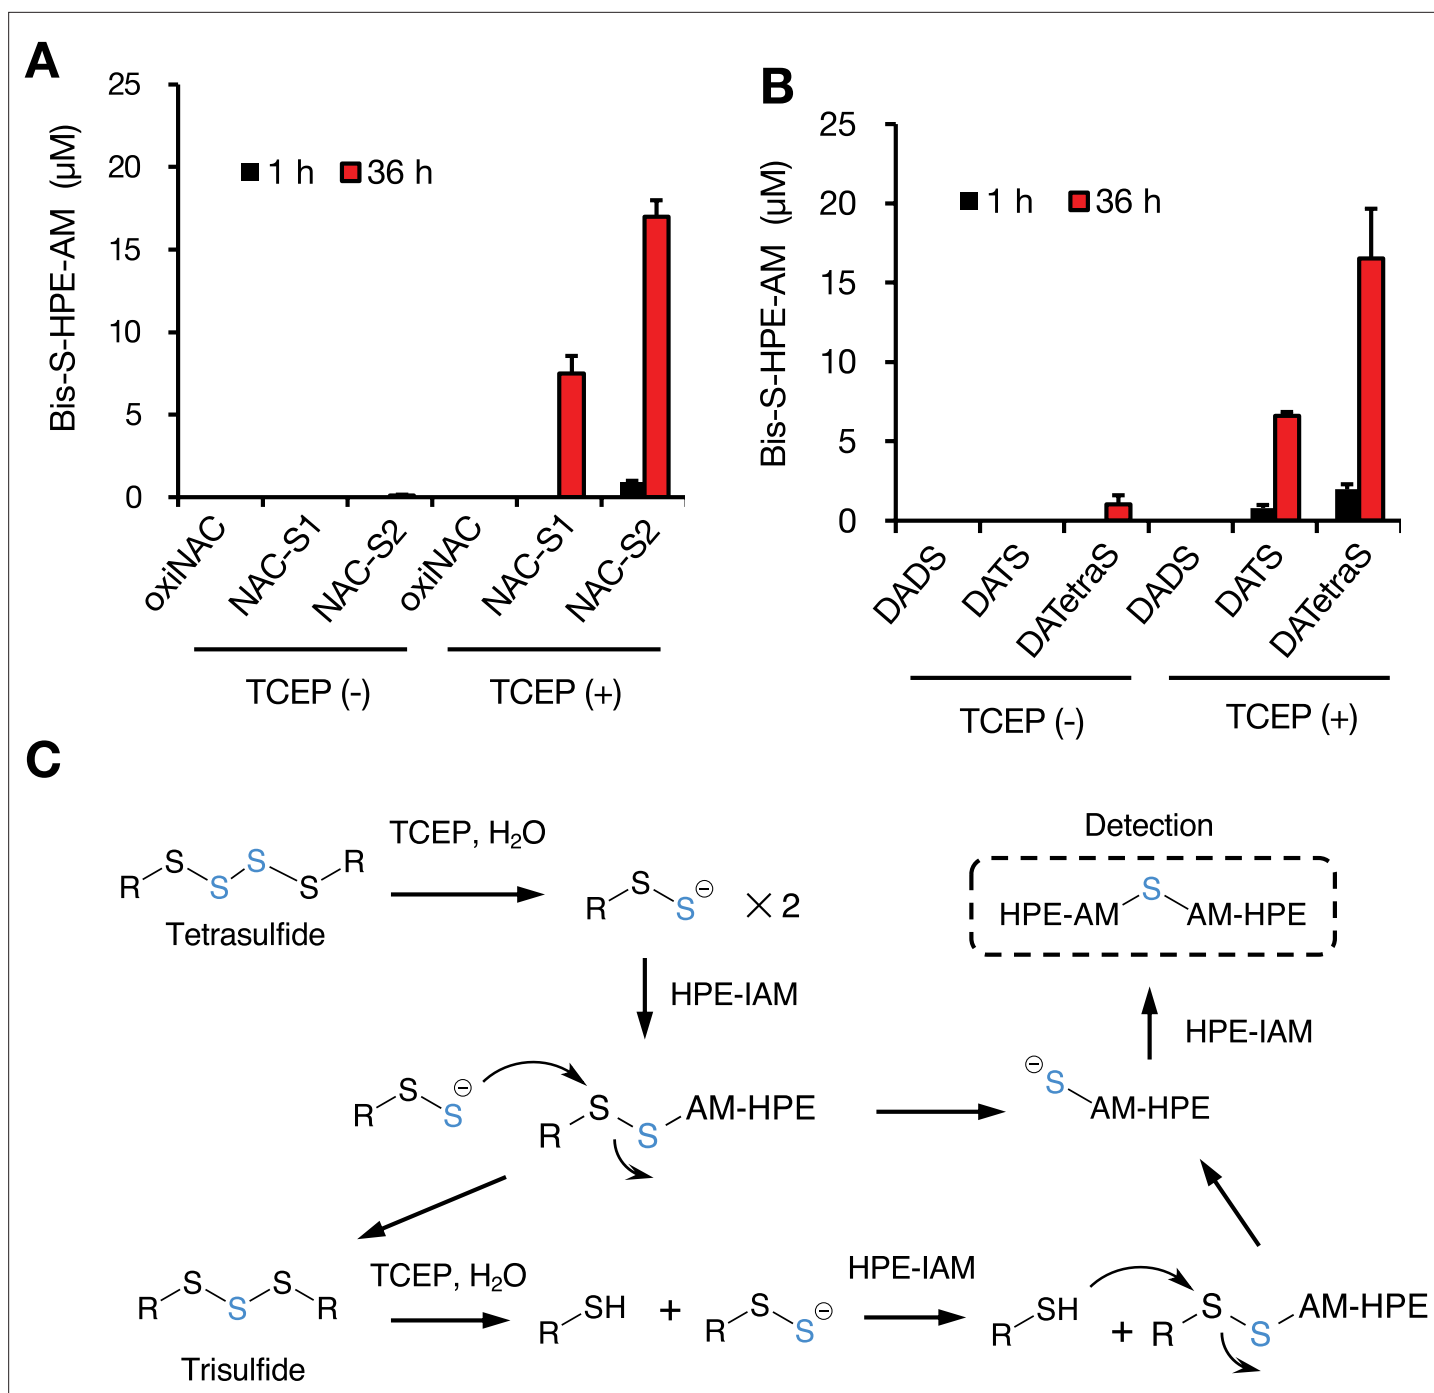 A
Bis-S-HPE-AM (μM)
25
20
15
10
5
0
1 h
36 h
oxiNAC
NAC-S1
NAC-S2
oxiNAC
NAC-S1
NAC-S2
TCEP (-)
TCEP (+)
B
Bis-S-HPE-AM (μM)
25
20
15
10
5
0
1 h
36 h
DADS
DATS
DATetraS
DADS
DATS
DATetraS
TCEP (-)
TCEP (+)
C
R S S S S R
Tetrasulfide
TCEP, H₂O
R S S⊖ ×2
Detection
HPE-AM S AM-HPE
HPE-IAM
HPE-IAM
R S S⊖
R S S AM-HPE
⊖S AM-HPE
R S S S R
Trisulfide
TCEP, H₂O
R SH + R S S⊖
HPE-IAM
R SH + R S S AM-HPE